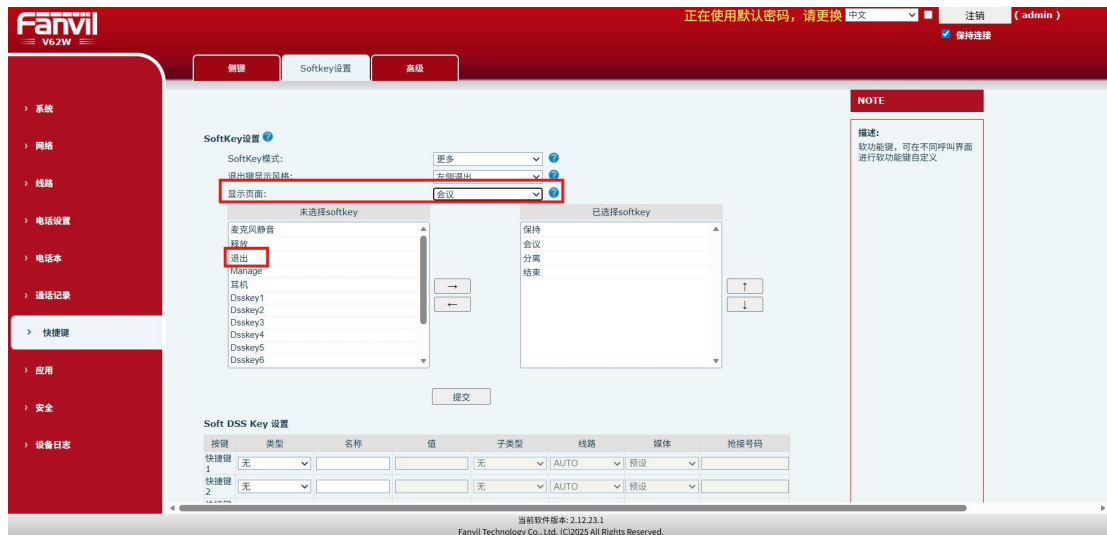 Fanvil
V62W
正在使用默认密码，请更换 中文 注销 ( admin )
保持连接
侧键 Softkey设置 高级
系统
网络
线路
电话设置
电话本
通话记录
快捷键
应用
安全
设备日志
SoftKey设置
SoftKey模式: 更多
退出键显示风格: 左侧退出
显示页面: 会议
未选择softkey 已选择softkey
麦克风静音
释放
退出
Manage
耳机
Dsskey1
Dsskey2
Dsskey3
Dsskey4
Dsskey5
Dsskey6
→
←
保持
会议
分离
结束
↑
↓
提交
Soft DSS Key 设置
按键 类型 名称 值 子类型 线路 媒体 抢接号码
快捷键1 无 无 AUTO 预设
快捷键2 无 无 AUTO 预设
NOTE
描述:
软功能键，可在不同呼叫界面
进行软功能键自定义
当前软件版本: 2.12.23.1
Fanvil Technology Co., Ltd. (C)2025 All Rights Reserved.